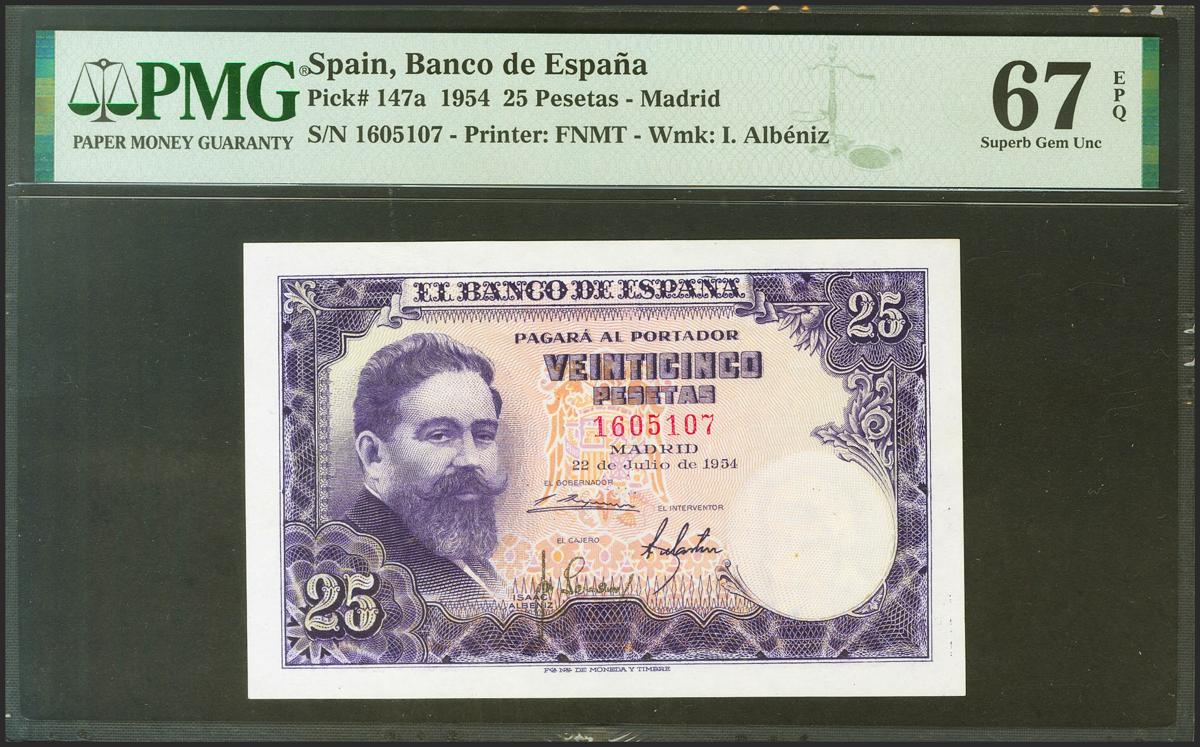 PMG®
PAPER MONEY GUARANTY
Spain, Banco de España
Pick# 147a 1954 25 Pesetas - Madrid
S/N 1605107 - Printer: FNMT - Wmk: I. Albéniz
67 EPQ
Superb Gem Unc
EL BANCO DE ESPAÑA
25
PAGARÁ AL PORTADOR
VEINTICINCO
PESETAS
1605107
MADRID
22 de Julio de 1954
EL GOBERNADOR
EL INTERVENTOR
EL CAJERO
ISAAC
ALBENIZ
25
DE MONEDA Y TIMBRE